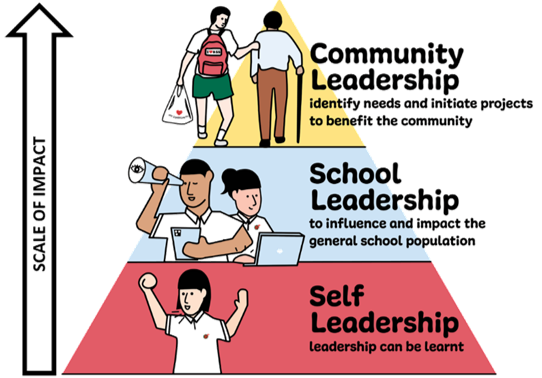 SCALE OF IMPACT
Community
Leadership
identify needs and initiate projects
to benefit the community
School
Leadership
to influence and impact the
general school population
Self
Leadership
leadership can be learnt